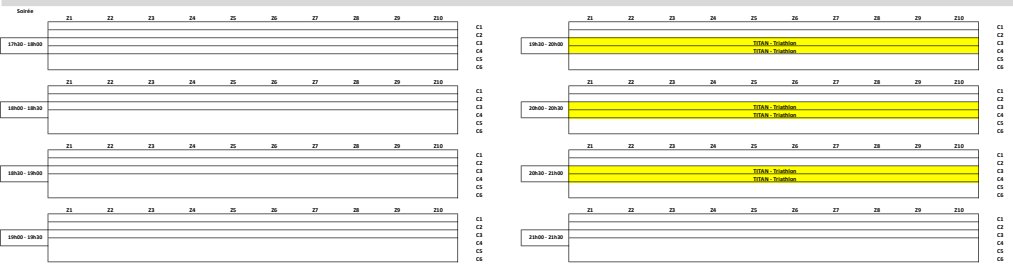 Soirée
Z1 Z2 Z3 Z4 Z5 Z6 Z7 Z8 Z9 Z10
C1
C2
17h30 - 18h00 C3
C4
C5
C6
Z1 Z2 Z3 Z4 Z5 Z6 Z7 Z8 Z9 Z10
C1
C2
18h00 - 18h30 C3
C4
C5
C6
Z1 Z2 Z3 Z4 Z5 Z6 Z7 Z8 Z9 Z10
C1
C2
18h30 - 19h00 C3
C4
C5
C6
Z1 Z2 Z3 Z4 Z5 Z6 Z7 Z8 Z9 Z10
C1
C2
19h00 - 19h30 C3
C4
C5
C6
Z1 Z2 Z3 Z4 Z5 Z6 Z7 Z8 Z9 Z10
C1
C2
19h30 - 20h00 TITAN - Triathlon C3
TITAN - Triathlon C4
C5
C6
Z1 Z2 Z3 Z4 Z5 Z6 Z7 Z8 Z9 Z10
C1
C2
20h00 - 20h30 TITAN - Triathlon C3
TITAN - Triathlon C4
C5
C6
Z1 Z2 Z3 Z4 Z5 Z6 Z7 Z8 Z9 Z10
C1
C2
20h30 - 21h00 TITAN - Triathlon C3
TITAN - Triathlon C4
C5
C6
Z1 Z2 Z3 Z4 Z5 Z6 Z7 Z8 Z9 Z10
C1
C2
21h00 - 21h30 C3
C4
C5
C6